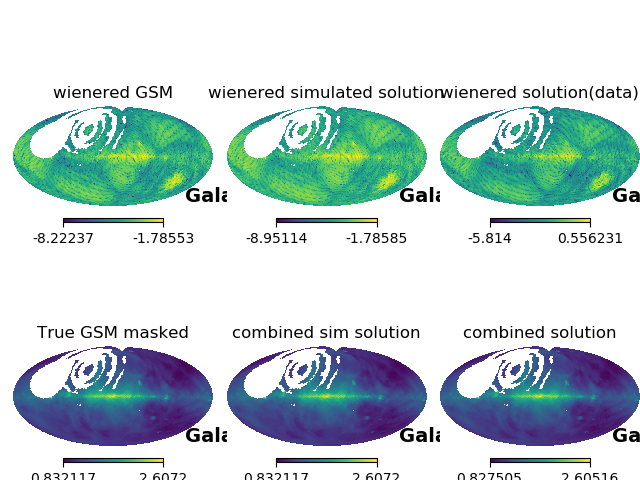 wienered GSM
wienered simulated solution
wienered solution(data)
Gala
Gala
Ga
-8.22237 -1.78553
-8.95114 -1.78585
-5.814 0.556231
True GSM masked
combined sim solution
combined solution
Gala
Gala
Ga
0.832117 2.6072
0.832117 2.6072
0.827505 2.60516